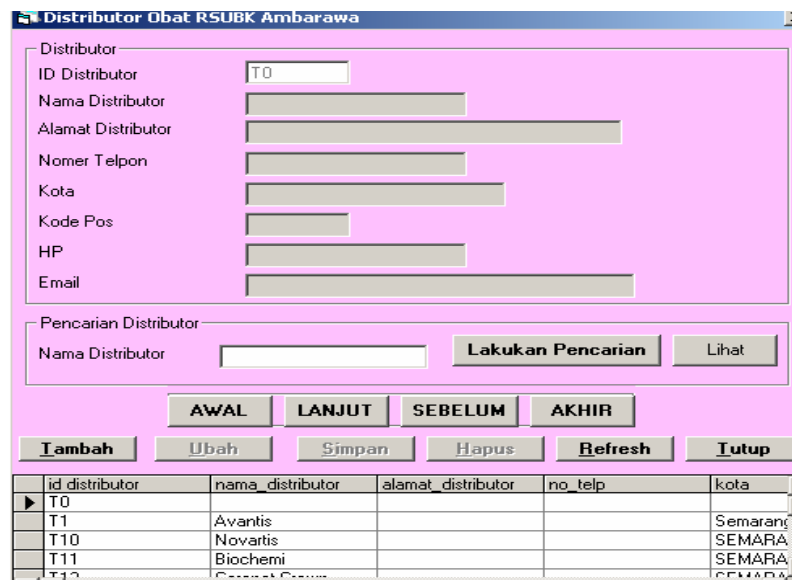 Distributor Obat RSUBK Ambarawa
Distributor
ID Distributor T0
Nama Distributor
Alamat Distributor
Nomer Telpon
Kota
Kode Pos
HP
Email
Pencarian Distributor
Nama Distributor Lakukan Pencarian Lihat
AWAL LANJUT SEBELUM AKHIR
Tambah Ubah Simpan Hapus Refresh Tutup
id distributor nama_distributor alamat_distributor no_telp kota
T0
T1 Avantis Semarang
T10 Novartis SEMARA
T11 Biochemi SEMARA